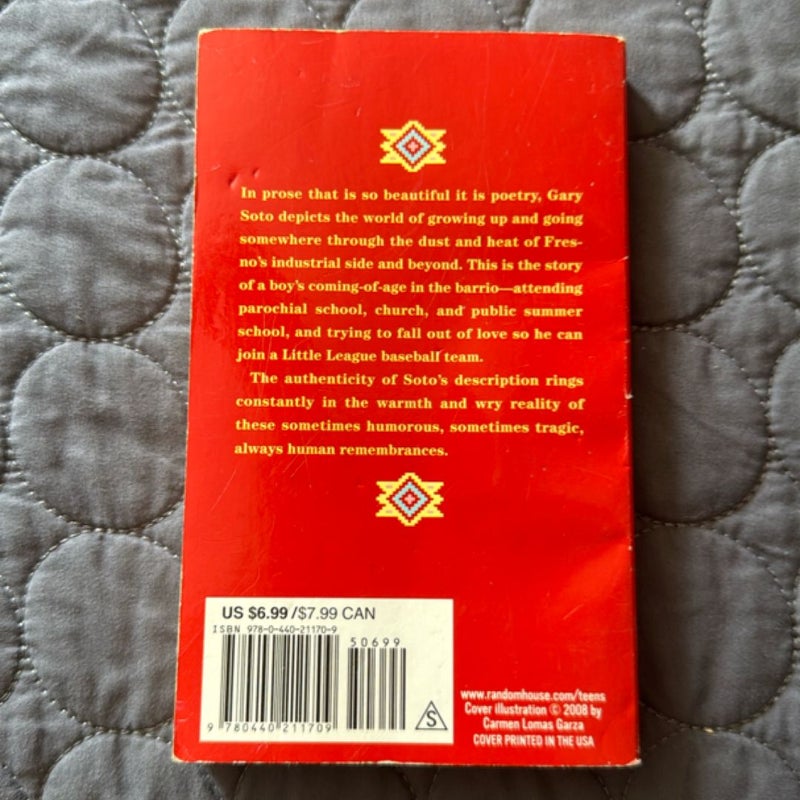 In prose that is so beautiful it is poetry, Gary
Soto depicts the world of growing up and going
somewhere through the dust and heat of Fres-
no's industrial side and beyond. This is the story
of a boy's coming-of-age in the barrio—attending
parochial school, church, and public summer
school, and trying to fall out of love so he can
join a Little League baseball team.
The authenticity of Soto's description rings
constantly in the warmth and wry reality of
these sometimes humorous, sometimes tragic,
always human remembrances.
US $6.99/$7.99 CAN
ISBN 978-0-440-21170-9
50699
9 780440 211709
S
www.randomhouse.com/teens
Cover illustration © 2008 by
Carmen Lomas Garza
COVER PRINTED IN THE USA